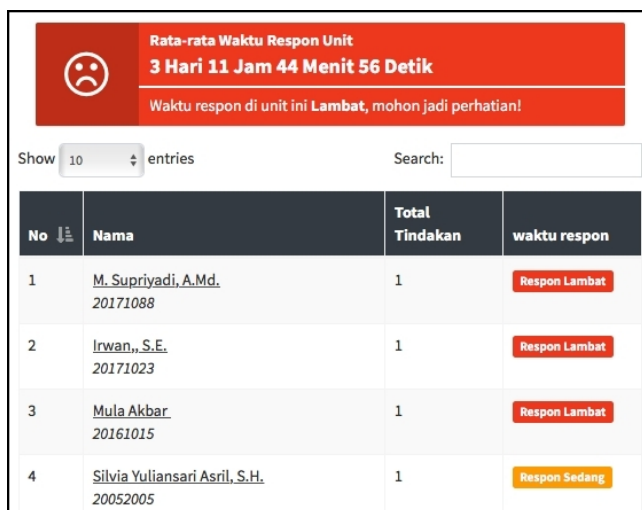 Rata-rata Waktu Respon Unit
3 Hari 11 Jam 44 Menit 56 Detik
Waktu respon di unit ini Lambat, mohon jadi perhatian!
Show 10 entries Search:
No Nama Total Tindakan waktu respon
1 M. Supriyadi, A.Md. 1 Respon Lambat
20171088
2 Irwan,, S.E. 1 Respon Lambat
20171023
3 Mula Akbar 1 Respon Lambat
20161015
4 Silvia Yuliansari Asril, S.H. 1 Respon Sedang
20052005